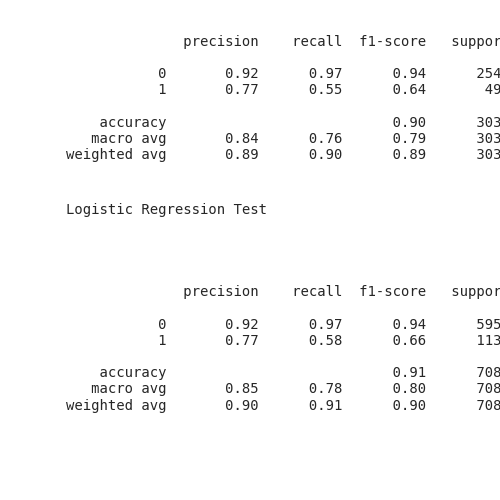 precision recall f1-score suppor
0 0.92 0.97 0.94 254
1 0.77 0.55 0.64 49
accuracy 0.90 303
macro avg 0.84 0.76 0.79 303
weighted avg 0.89 0.90 0.89 303
Logistic Regression Test
precision recall f1-score suppor
0 0.92 0.97 0.94 595
1 0.77 0.58 0.66 113
accuracy 0.91 708
macro avg 0.85 0.78 0.80 708
weighted avg 0.90 0.91 0.90 708